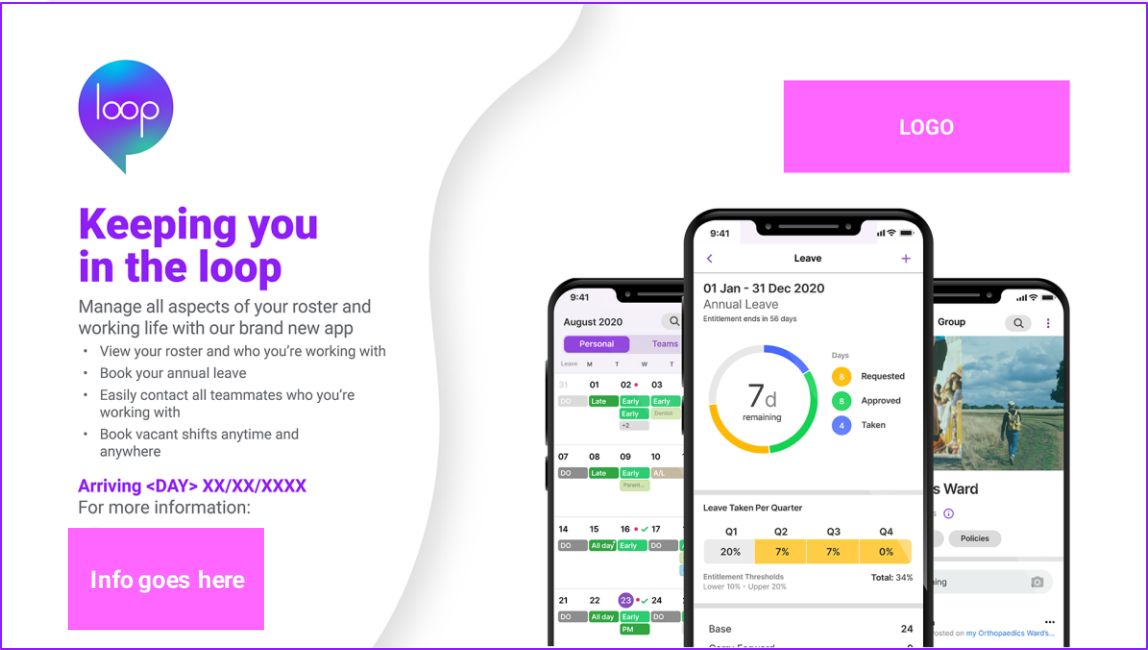 loop
LOGO
Keeping you
in the loop
Manage all aspects of your roster and
working life with our brand new app
• View your roster and who you're working with
• Book your annual leave
• Easily contact all teammates who you're
working with
• Book vacant shifts anytime and
anywhere
Arriving <DAY> XX/XX/XXXX
For more information:
Info goes here
9:41
August 2020
Personal Teams
Leave M T W T
31 01 02 03
DO Late Early Early
Early Dentist
+2
07 08 09 10
DO Late Early A/L
Parent...
14 15 16 17
DO All day Early DO
21 22 23 24
DO All day Early DO
PM
9:41
Leave
01 Jan - 31 Dec 2020
Annual Leave
Entitlement ends in 56 days
7d
remaining
Days
8 Requested
5 Approved
4 Taken
Leave Taken Per Quarter
Q1 Q2 Q3 Q4
20% 7% 7% 0%
Entitlement Thresholds
Lower 10% - Upper 20%
Total: 34%
Base 24
Group
s Ward
Policies
ing
osted on my Orthopaedics Ward's...